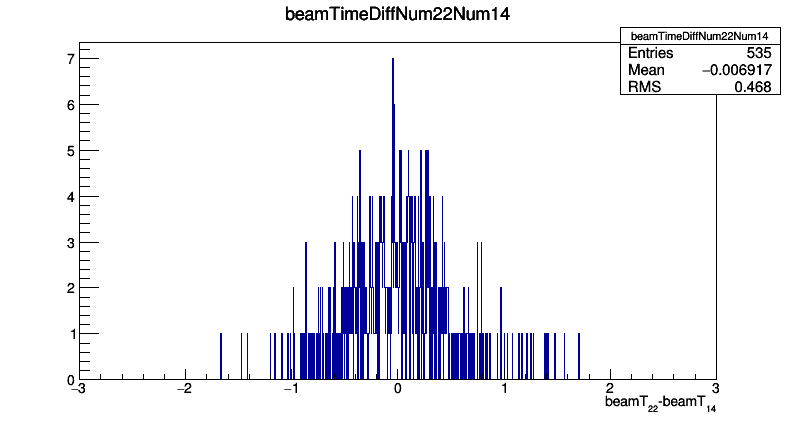 beamTimeDiffNum22Num14
beamTimeDiffNum22Num14
Entries 535
Mean −0.006917
RMS 0.468
7
6
5
4
3
2
1
0
−3 −2 −1 0 1 2 3
beamT22-beamT14